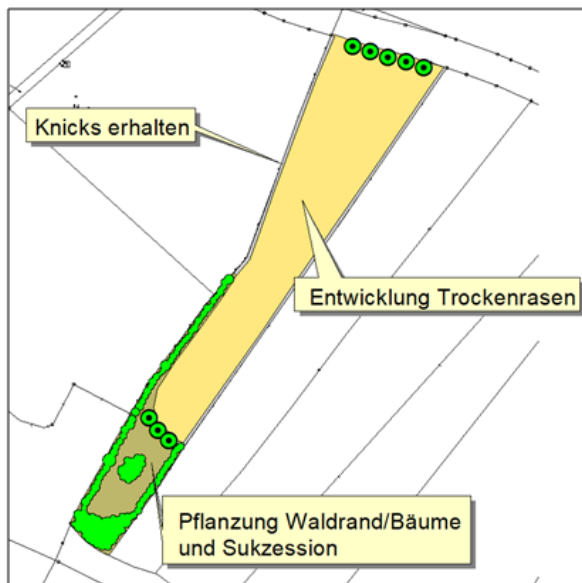 Knicks erhalten
Entwicklung Trockenrasen
Pflanzung Waldrand/Bäume
und Sukzession